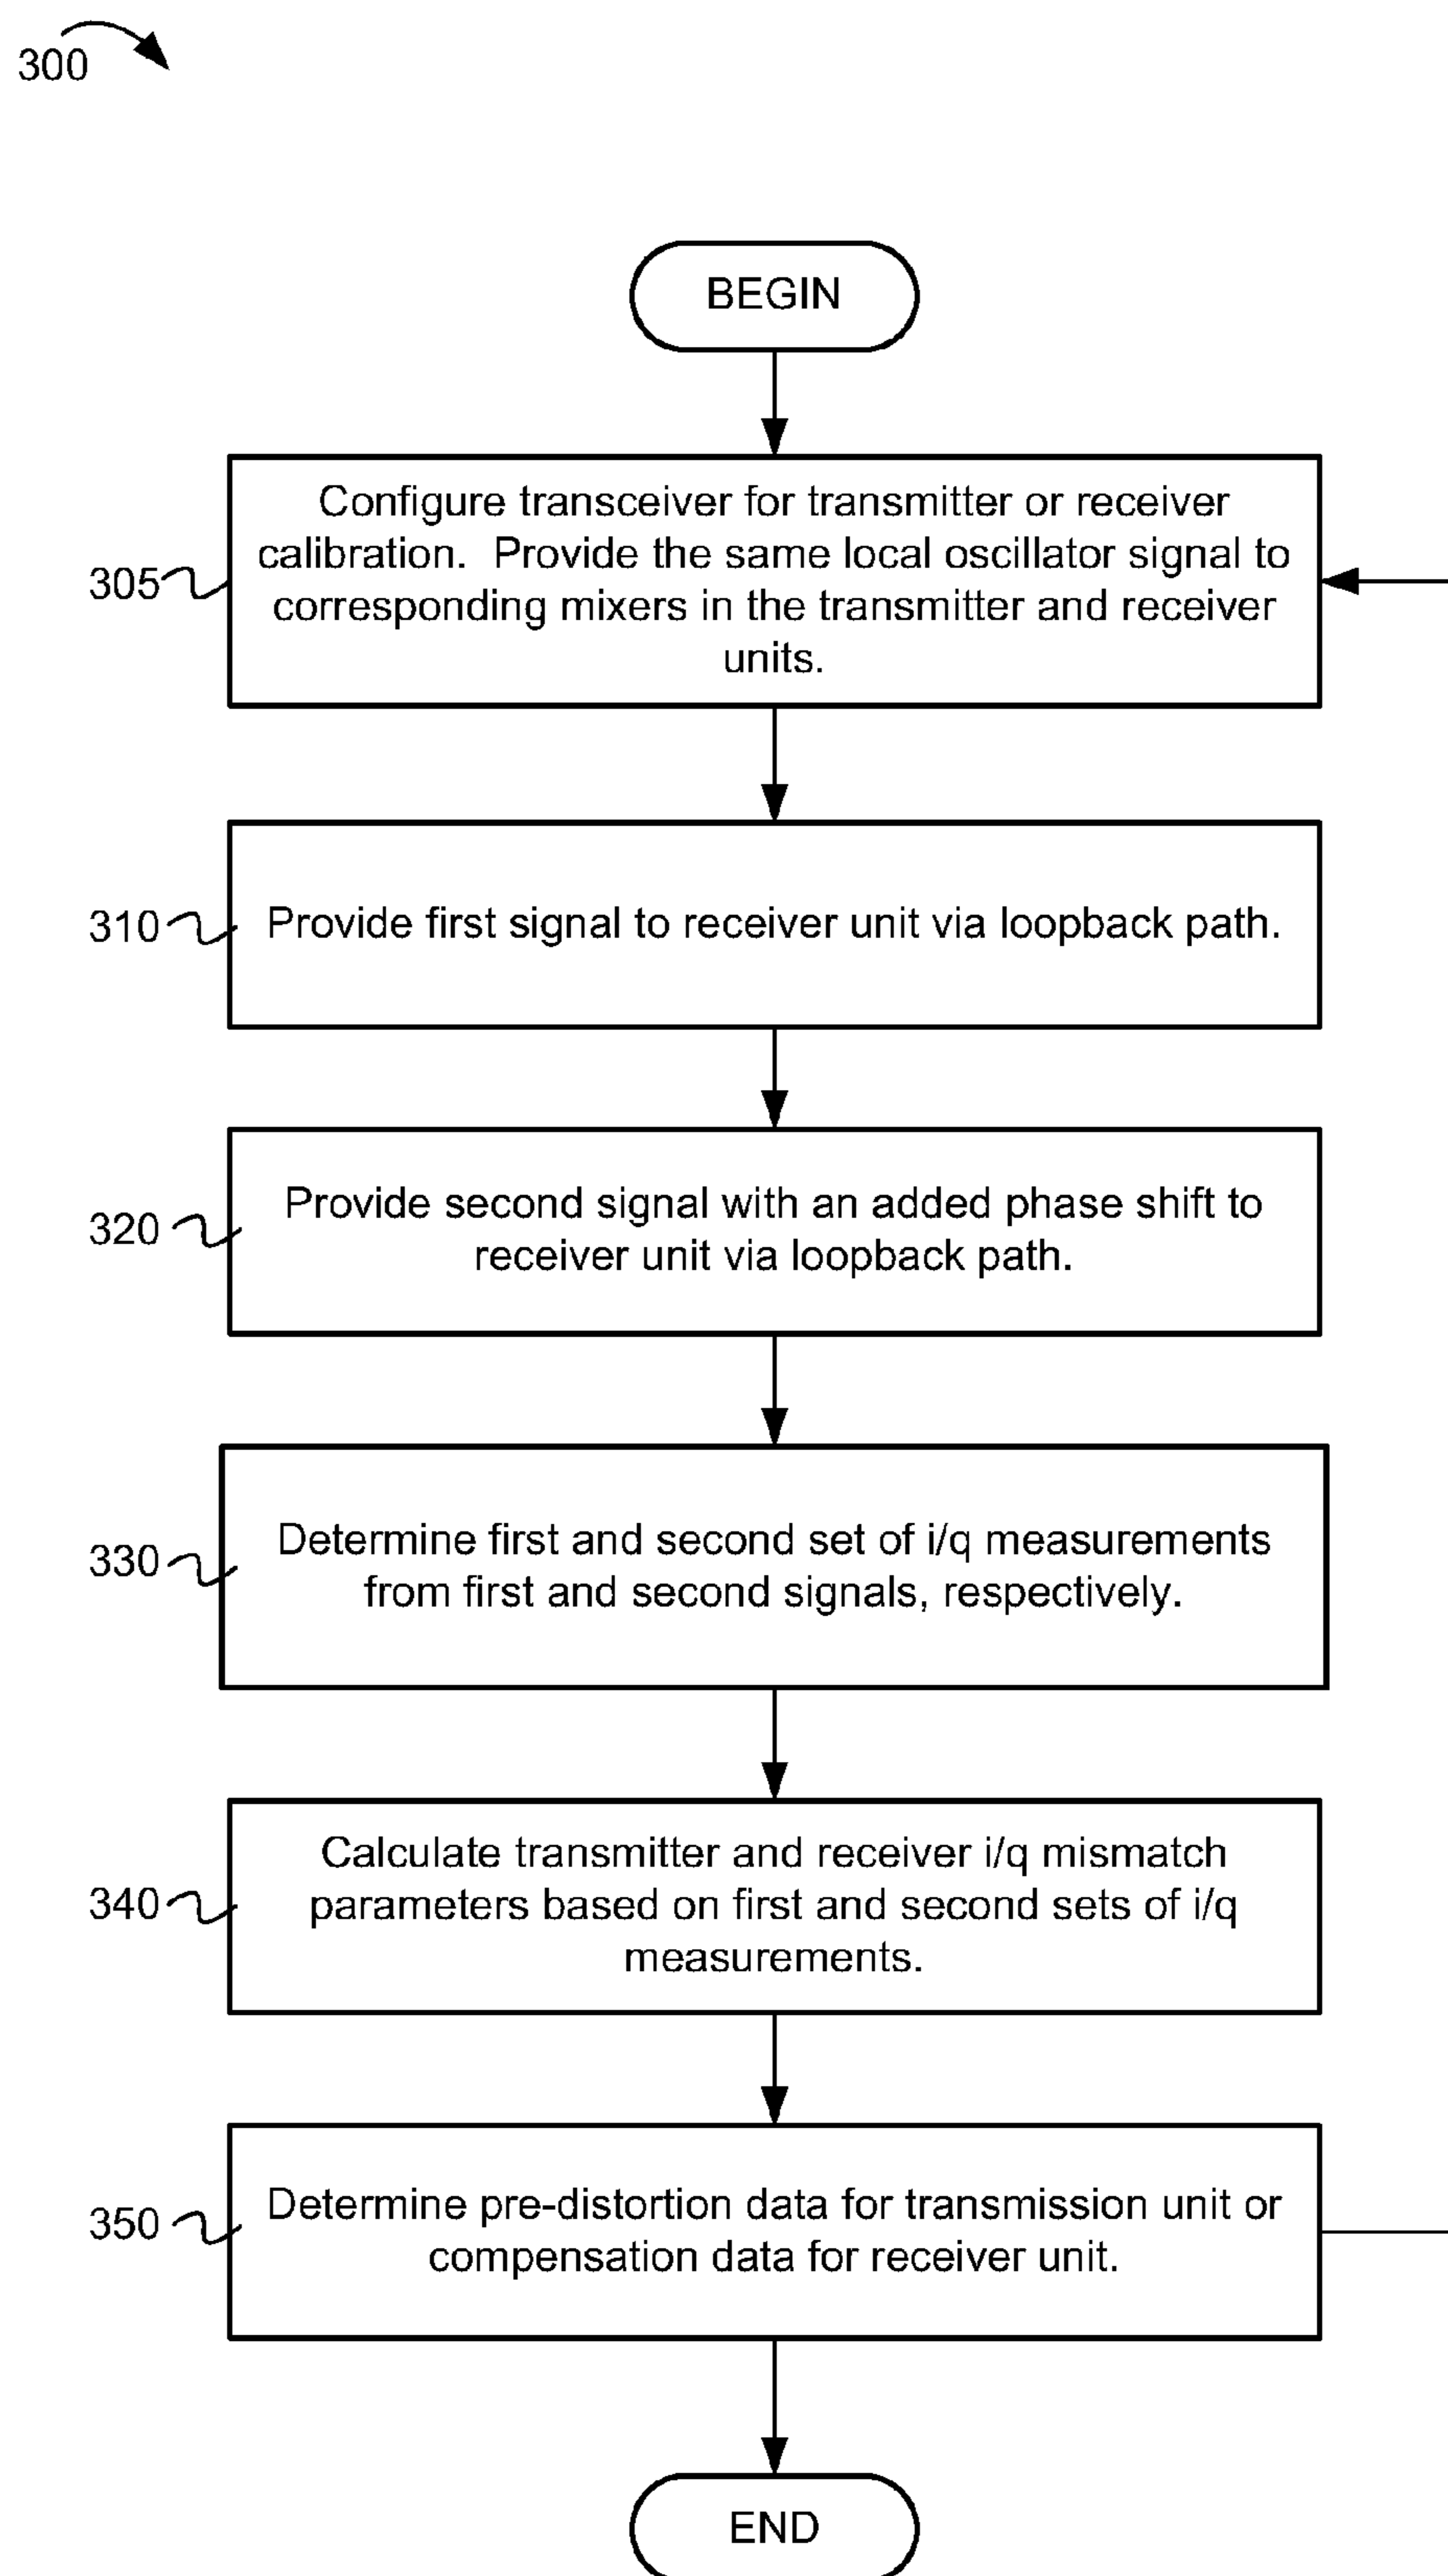 300
BEGIN
305
Configure transceiver for transmitter or receiver
calibration.  Provide the same local oscillator signal to
corresponding mixers in the transmitter and receiver
units.
310
Provide first signal to receiver unit via loopback path.
320
Provide second signal with an added phase shift to
receiver unit via loopback path.
330
Determine first and second set of i/q measurements
from first and second signals, respectively.
340
Calculate transmitter and receiver i/q mismatch
parameters based on first and second sets of i/q
measurements.
350
Determine pre-distortion data for transmission unit or
compensation data for receiver unit.
END